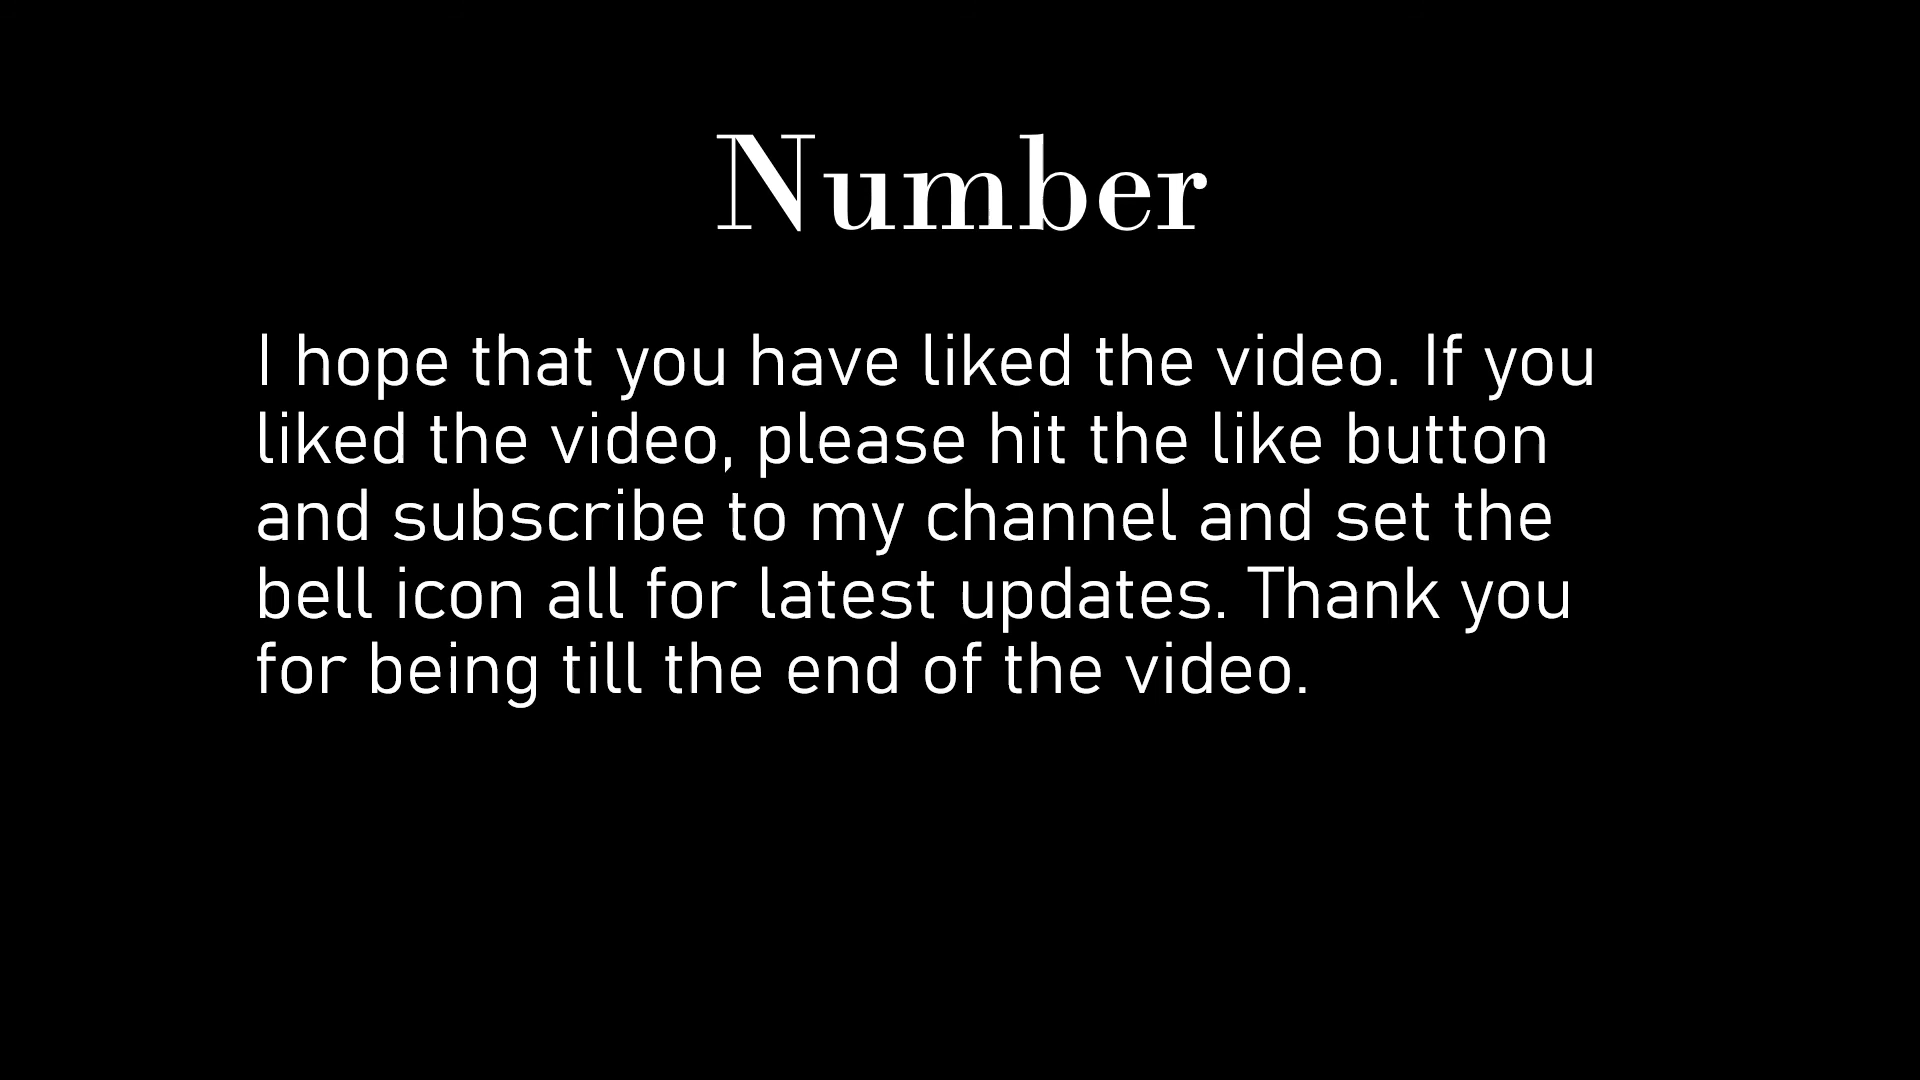 Number
I hope that you have liked the video. If you
liked the video, please hit the like button
and subscribe to my channel and set the
bell icon all for latest updates. Thank you
for being till the end of the video.